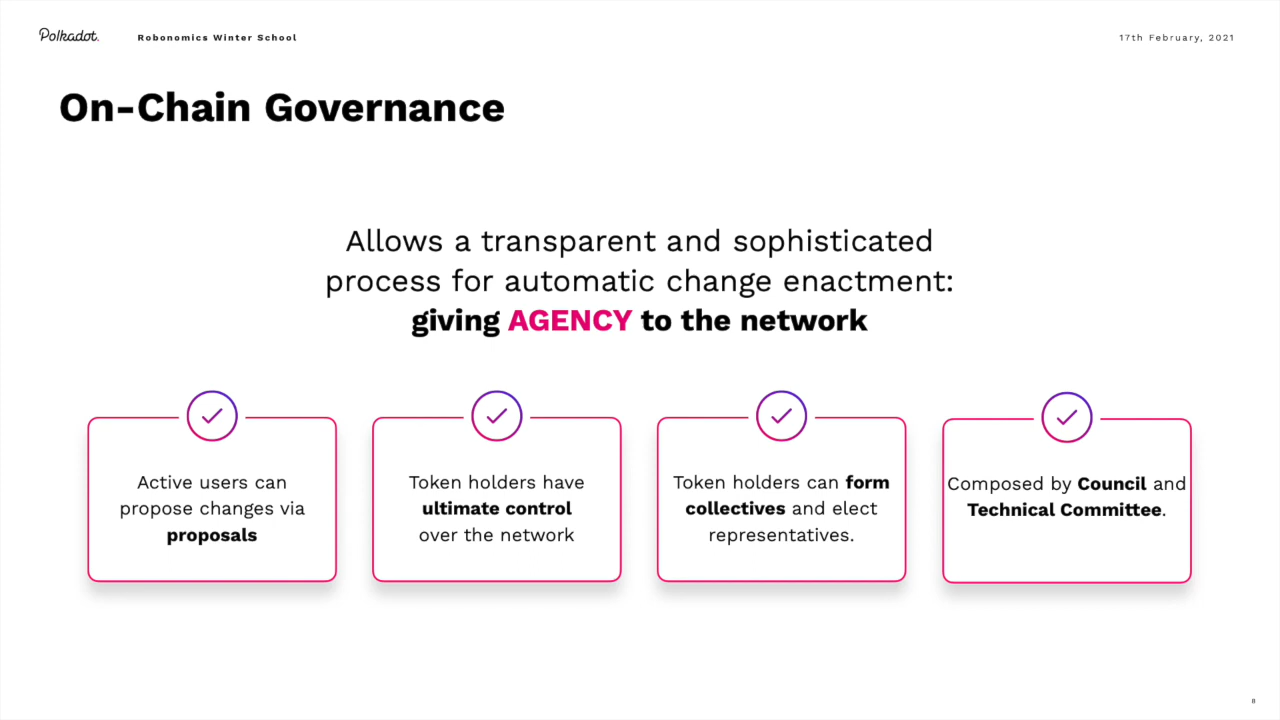 Polkadot.
Robonomics Winter School
17th February, 2021
On-Chain Governance
Allows a transparent and sophisticated
process for automatic change enactment:
giving AGENCY to the network
Active users can
propose changes via
proposals
Token holders have
ultimate control
over the network
Token holders can form
collectives and elect
representatives.
Composed by Council and
Technical Committee.
8